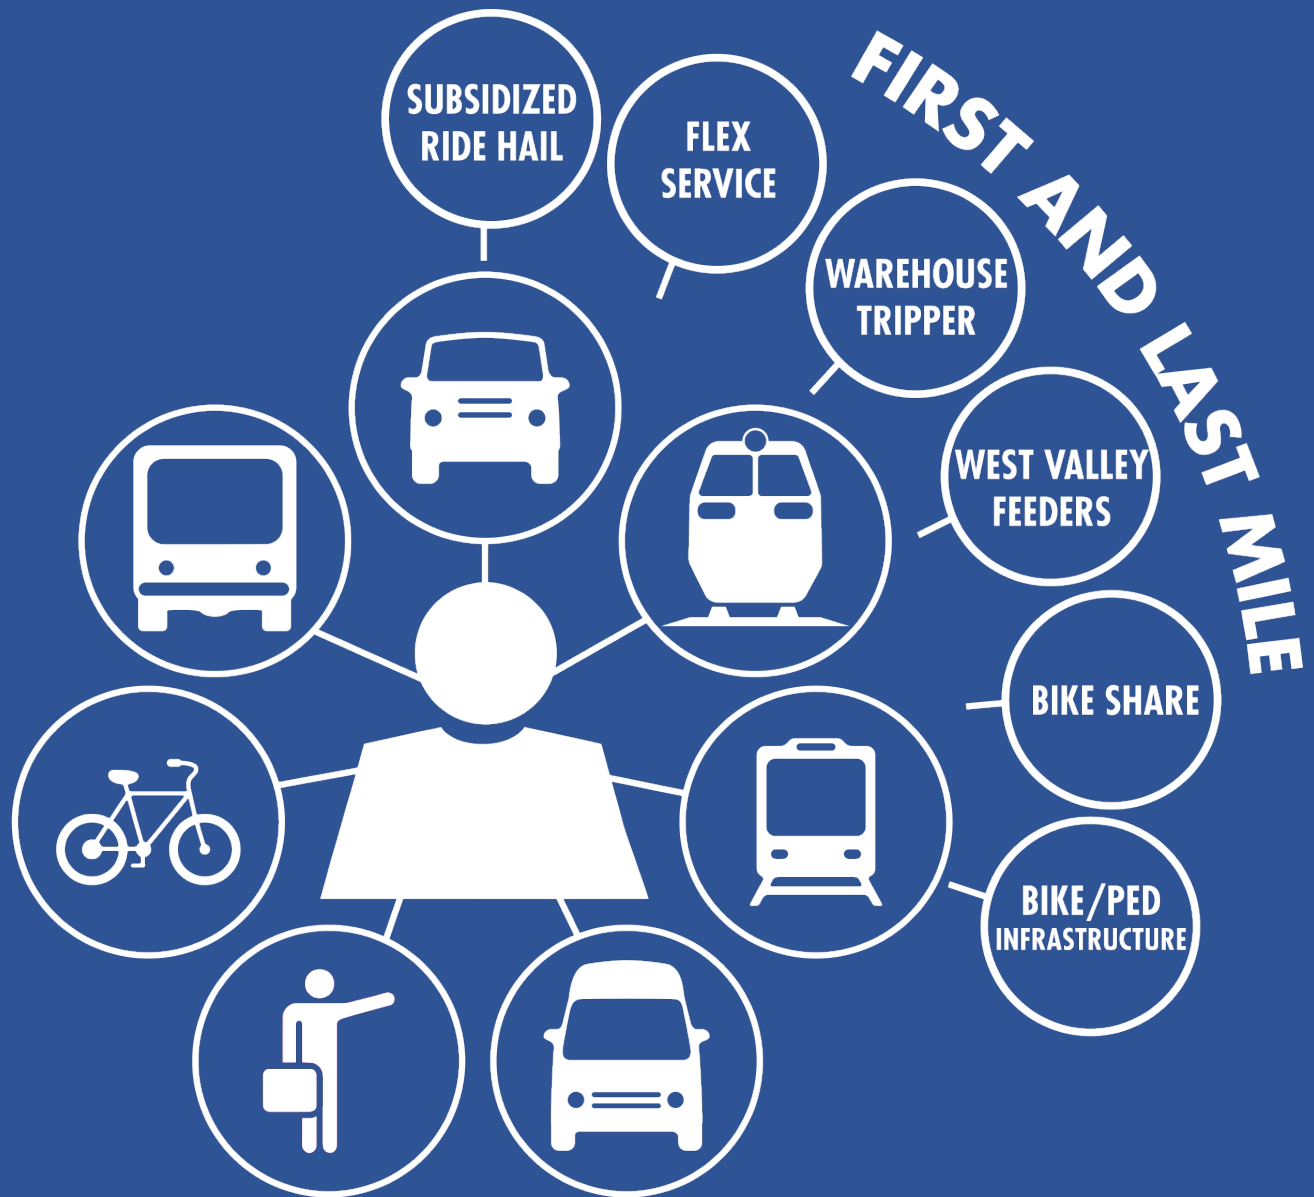 FIRST AND LAST MILE
SUBSIDIZED
RIDE HAIL
FLEX
SERVICE
WAREHOUSE
TRIPPER
WEST VALLEY
FEEDERS
BIKE SHARE
BIKE/PED
INFRASTRUCTURE